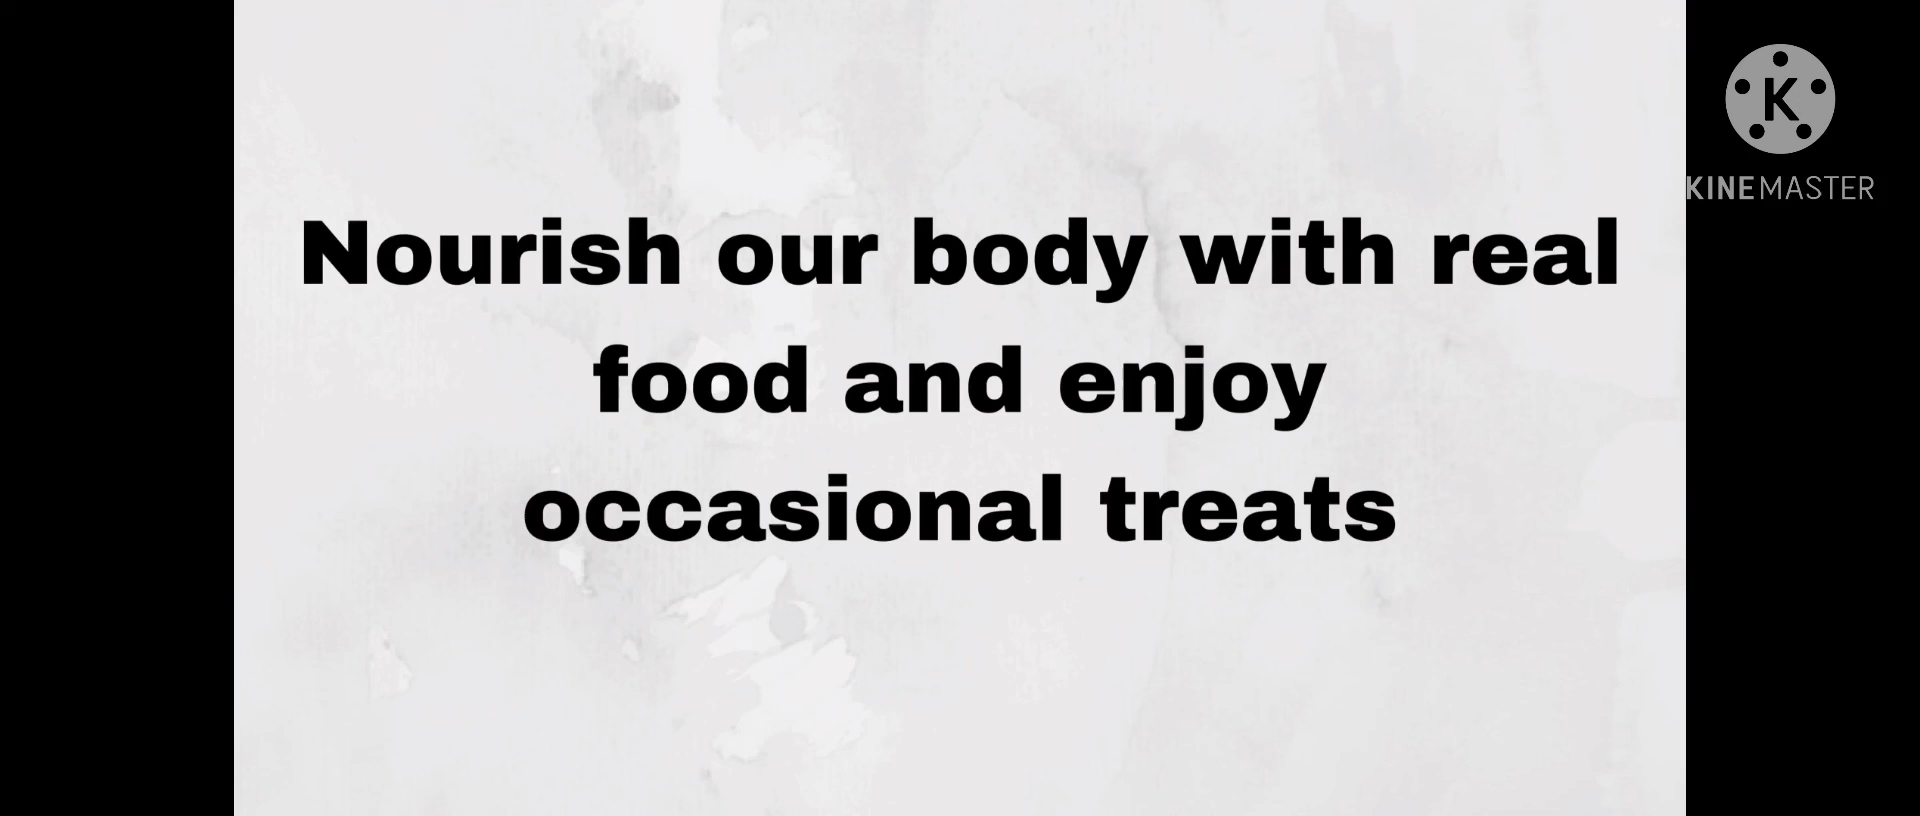 Nourish our body with real
food and enjoy
occasional treats
K
KINEMASTER